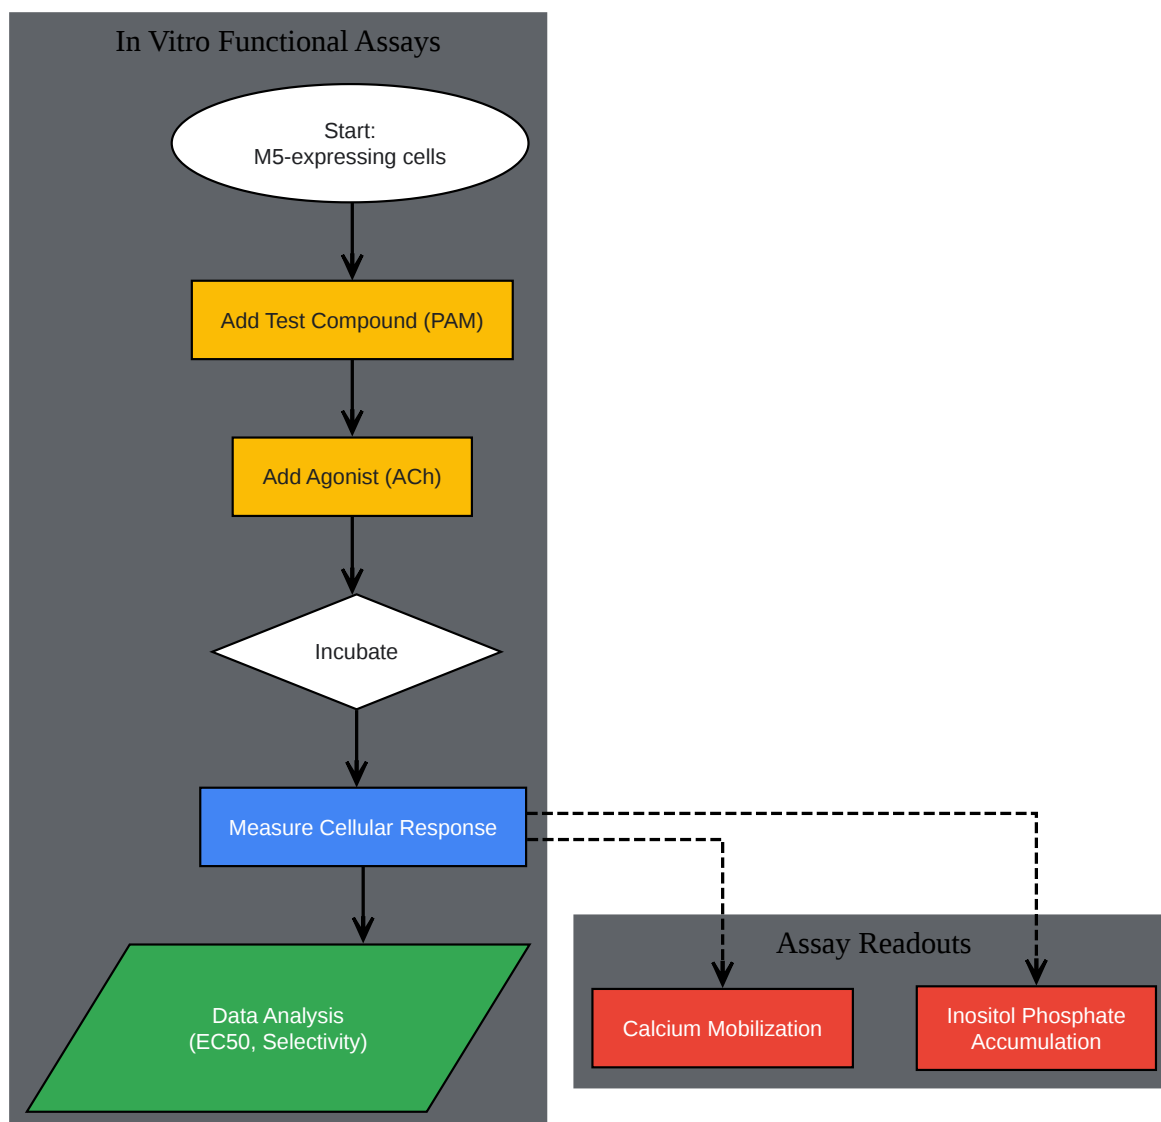 In Vitro Functional Assays
Start:
M5-expressing cells
Add Test Compound (PAM)
Add Agonist (ACh)
Incubate
Measure Cellular Response
Data Analysis
(EC50, Selectivity)
Assay Readouts
Calcium Mobilization
Inositol Phosphate
Accumulation